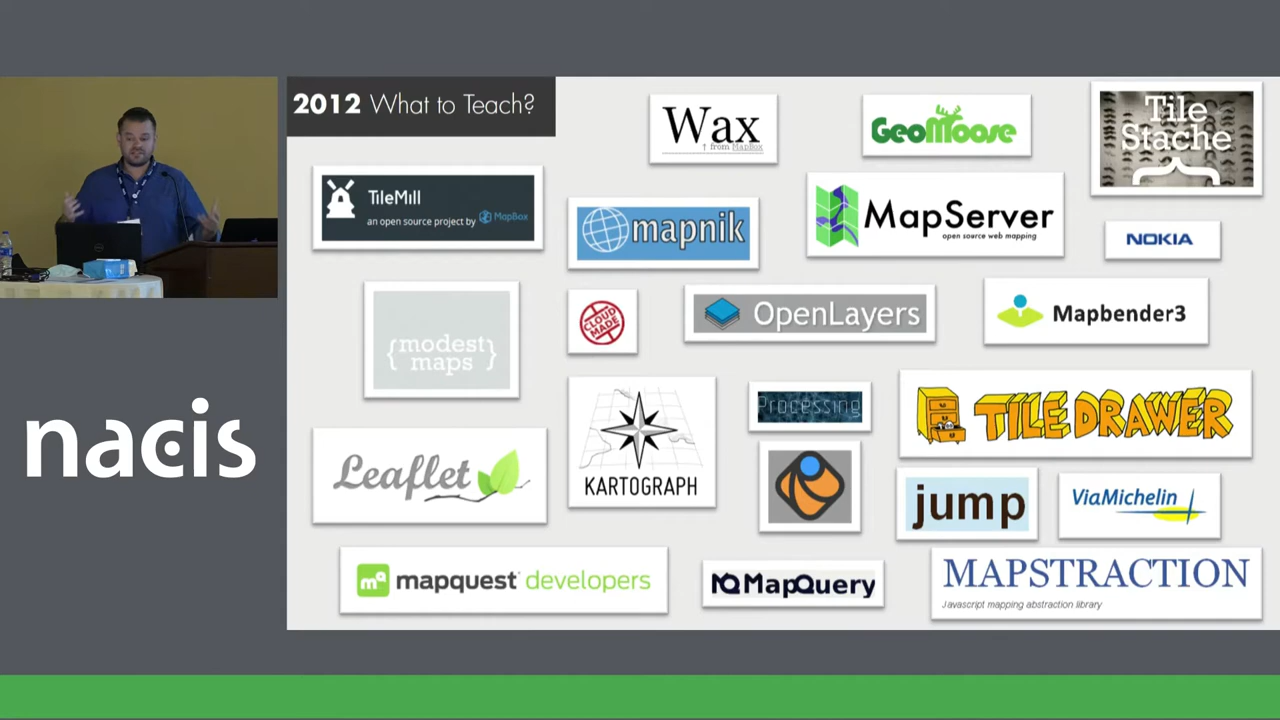 2012 What to Teach?
Wax
↑ from MapBox
GeoMoose
Tile
Stache
TileMill
an open source project by MapBox
mapnik
MapServer
open source web mapping
NOKIA
{modest
maps}
CLOUD
MADE
OpenLayers
Mapbender3
KARTOGRAPH
Processing
TILE DRAWER
Leaflet
jump
ViaMichelin
mapquest developers
MapQuery
MAPSTRACTION
Javascript mapping abstraction library
nacis